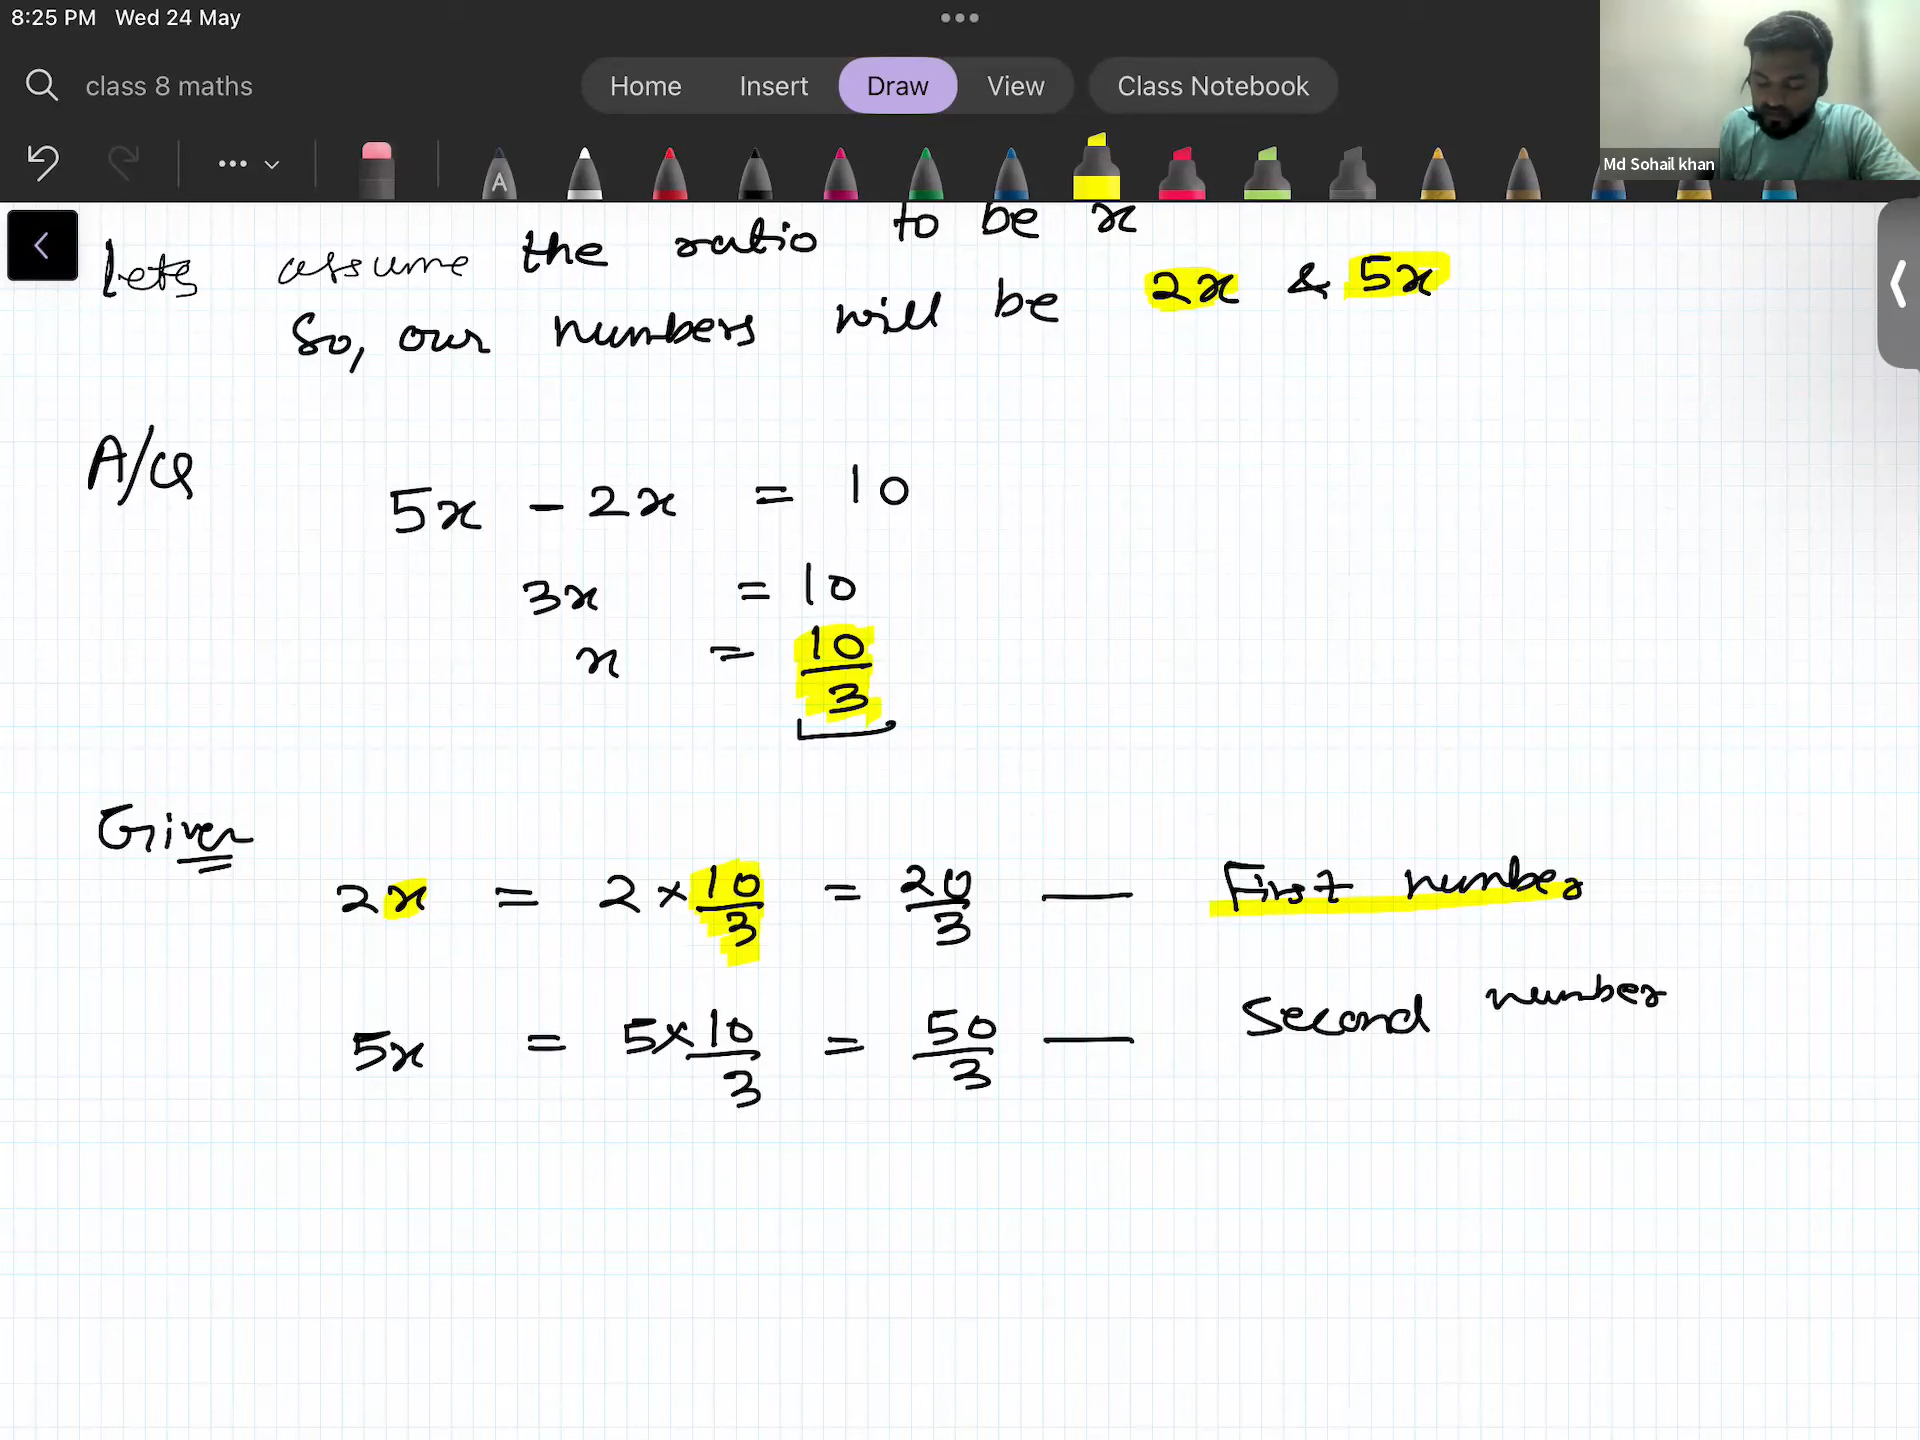 8:25 PM Wed 24 May
class 8 maths Home Insert Draw View Class Notebook
A
Md Sohail khan
Lets assume the ratio to be x
So, our numbers will be 2x & 5x
A/Q
5x - 2x = 10
3x = 10
x = 10/3
Given
2x = 2 × 10/3 = 20/3 — First number
5x = 5 × 10/3 = 50/3 — Second number